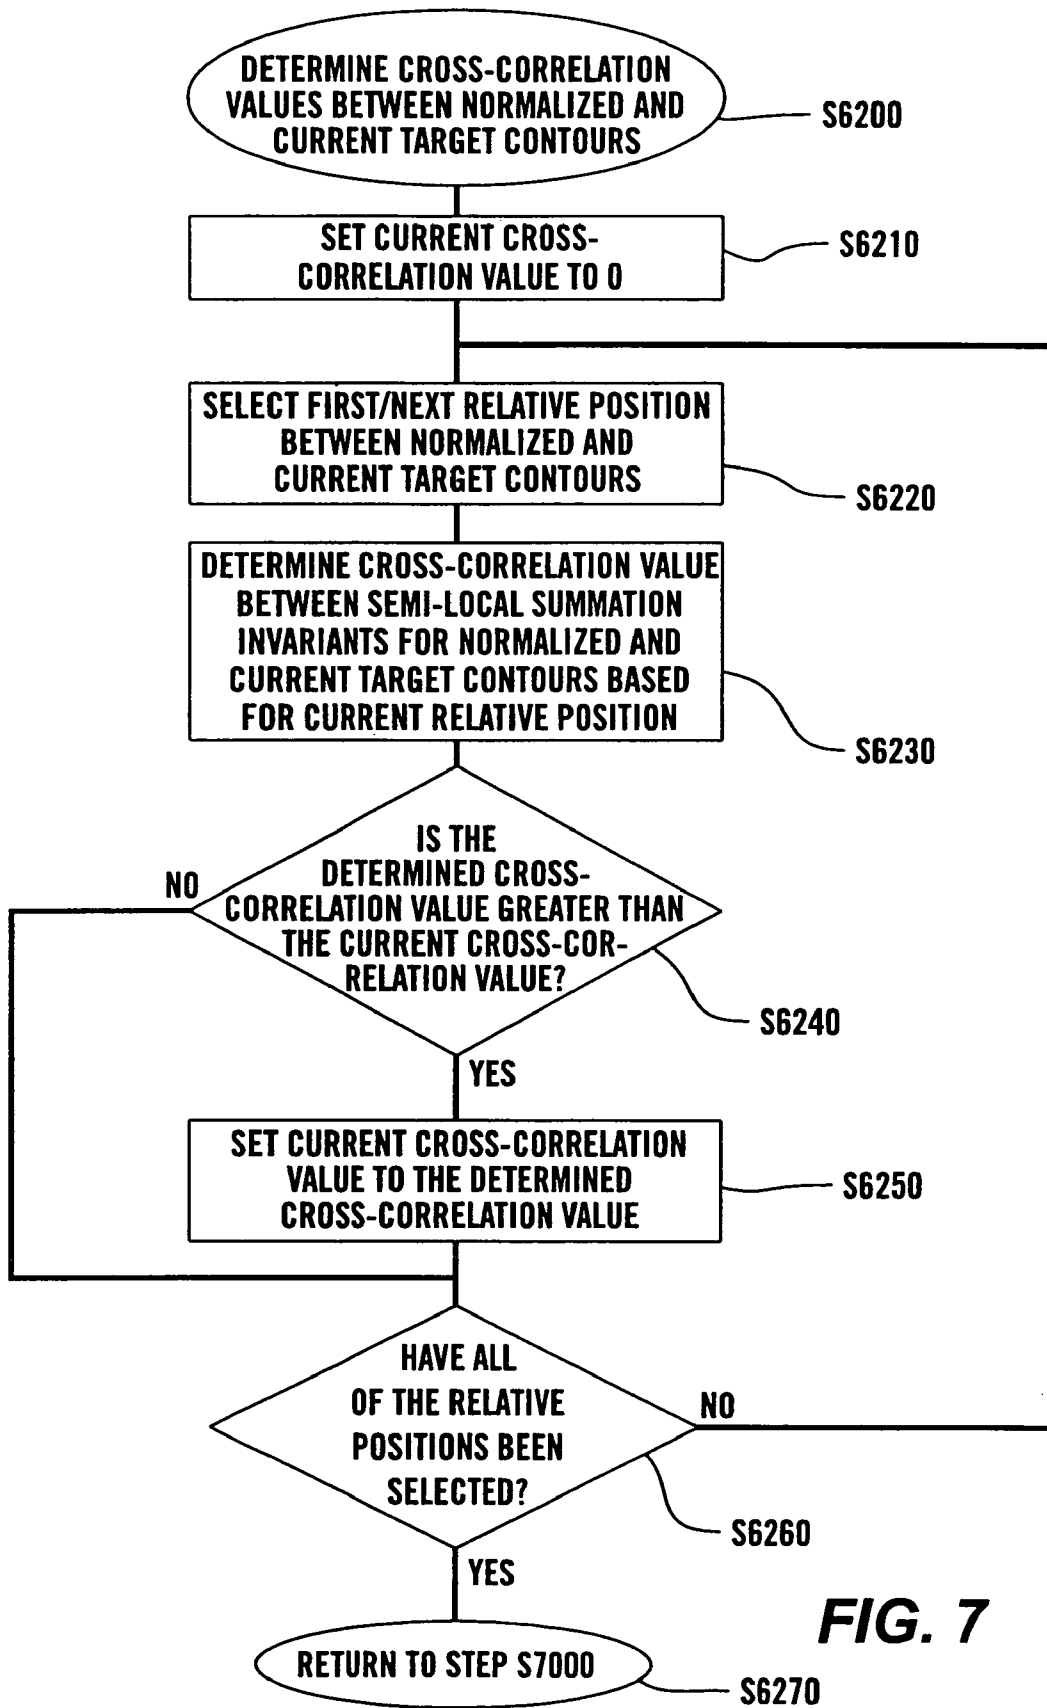 DETERMINE CROSS-CORRELATION
VALUES BETWEEN NORMALIZED AND
CURRENT TARGET CONTOURS
S6200
SET CURRENT CROSS-
CORRELATION VALUE TO 0
S6210
SELECT FIRST/NEXT RELATIVE POSITION
BETWEEN NORMALIZED AND
CURRENT TARGET CONTOURS
S6220
DETERMINE CROSS-CORRELATION VALUE
BETWEEN SEMI-LOCAL SUMMATION
INVARIANTS FOR NORMALIZED AND
CURRENT TARGET CONTOURS BASED
FOR CURRENT RELATIVE POSITION
S6230
IS THE
DETERMINED CROSS-
CORRELATION VALUE GREATER THAN
THE CURRENT CROSS-COR-
RELATION VALUE?
NO
S6240
YES
SET CURRENT CROSS-CORRELATION
VALUE TO THE DETERMINED
CROSS-CORRELATION VALUE
S6250
HAVE ALL
OF THE RELATIVE
POSITIONS BEEN
SELECTED?
NO
S6260
YES
RETURN TO STEP S7000
S6270
FIG. 7